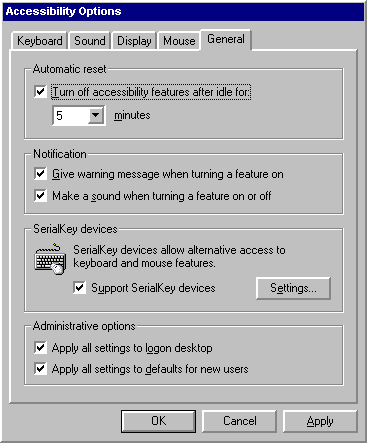 Accessibility Options
Keyboard Sound Display Mouse General
Automatic reset
Turn off accessibility features after idle for:
5 minutes
Notification
Give warning message when turning a feature on
Make a sound when turning a feature on or off
SerialKey devices
SerialKey devices allow alternative access to
keyboard and mouse features.
Support SerialKey devices Settings...
Administrative options
Apply all settings to logon desktop
Apply all settings to defaults for new users
OK Cancel Apply